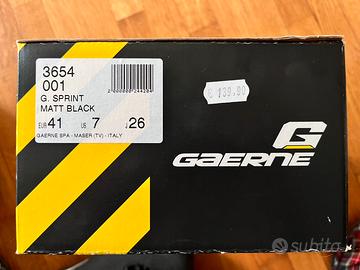 3654
001
G. SPRINT
MATT BLACK
EUR 41 US 7 J 26
GAERNE SPA - MASER (TV) - ITALY
€ 139.90
G
GAERNE
subito